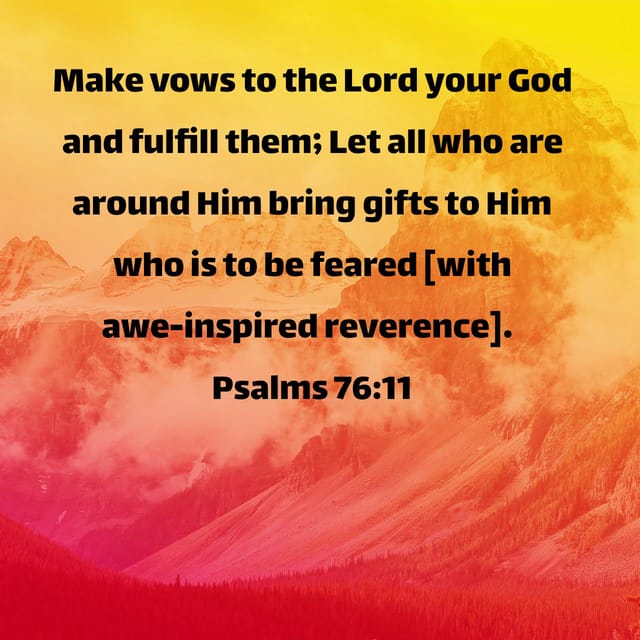 Make vows to the Lord your God
and fulfill them; Let all who are
around Him bring gifts to Him
who is to be feared [with
awe-inspired reverence].
Psalms 76:11